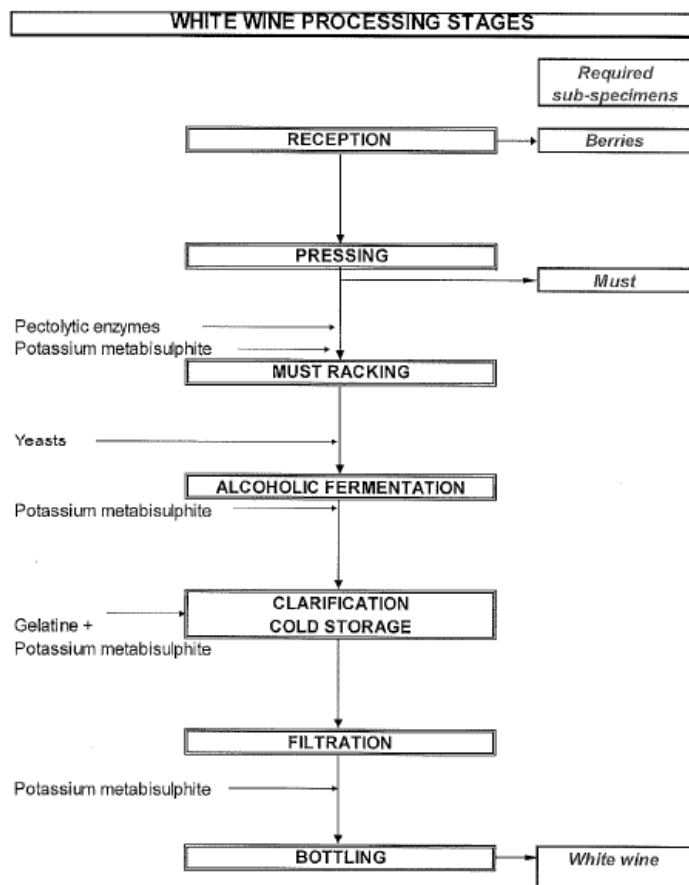 WHITE WINE PROCESSING STAGES
Required
sub-specimens
RECEPTION
Berries
PRESSING
Must
Pectolytic enzymes
Potassium metabisulphite
MUST RACKING
Yeasts
ALCOHOLIC FERMENTATION
Potassium metabisulphite
CLARIFICATION
COLD STORAGE
Gelatine +
Potassium metabisulphite
FILTRATION
Potassium metabisulphite
BOTTLING
White wine